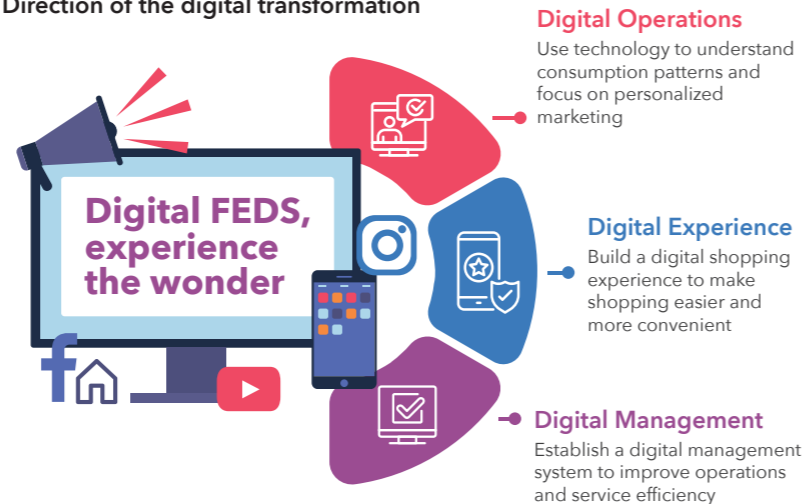 Direction of the digital transformation
Digital Operations
Use technology to understand
consumption patterns and
focus on personalized
marketing
Digital FEDS,
experience
the wonder
Digital Experience
Build a digital shopping
experience to make
shopping easier and
more convenient
Digital Management
Establish a digital management
system to improve operations
and service efficiency